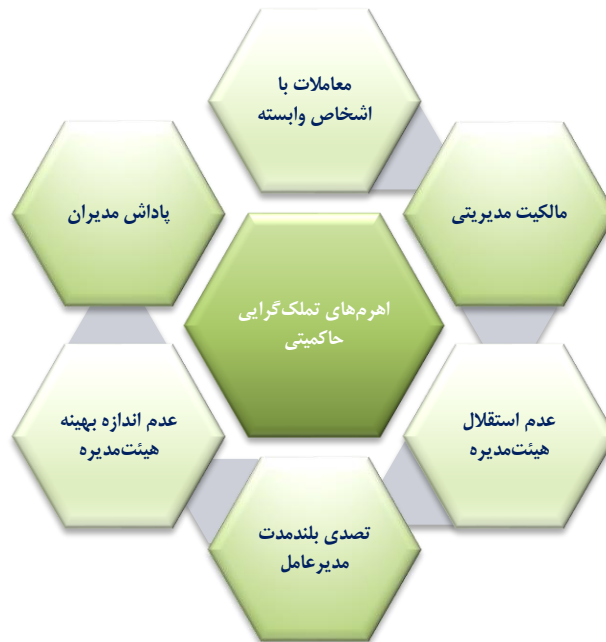 معاملات با
اشخاص وابسته
مالکیت مدیریتی
عدم استقلال
هیئت‌مدیره
تصدی بلندمدت
مدیرعامل
عدم اندازه بهینه
هیئت‌مدیره
پاداش مدیران
اهرم‌های تملک‌گرایی
حاکمیتی